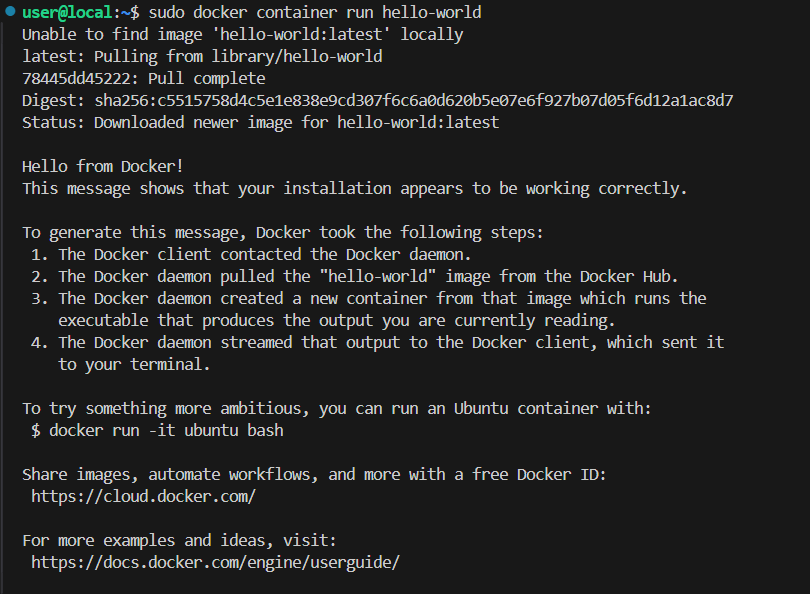 user@local:~$ sudo docker container run hello-world
Unable to find image 'hello-world:latest' locally
latest: Pulling from library/hello-world
78445dd45222: Pull complete
Digest: sha256:c5515758d4c5e1e838e9cd307f6c6a0d620b5e07e6f927b07d05f6d12a1ac8d7
Status: Downloaded newer image for hello-world:latest
Hello from Docker!
This message shows that your installation appears to be working correctly.
To generate this message, Docker took the following steps:
1. The Docker client contacted the Docker daemon.
2. The Docker daemon pulled the "hello-world" image from the Docker Hub.
3. The Docker daemon created a new container from that image which runs the
executable that produces the output you are currently reading.
4. The Docker daemon streamed that output to the Docker client, which sent it
to your terminal.
To try something more ambitious, you can run an Ubuntu container with:
$ docker run -it ubuntu bash
Share images, automate workflows, and more with a free Docker ID:
https://cloud.docker.com/
For more examples and ideas, visit:
https://docs.docker.com/engine/userguide/